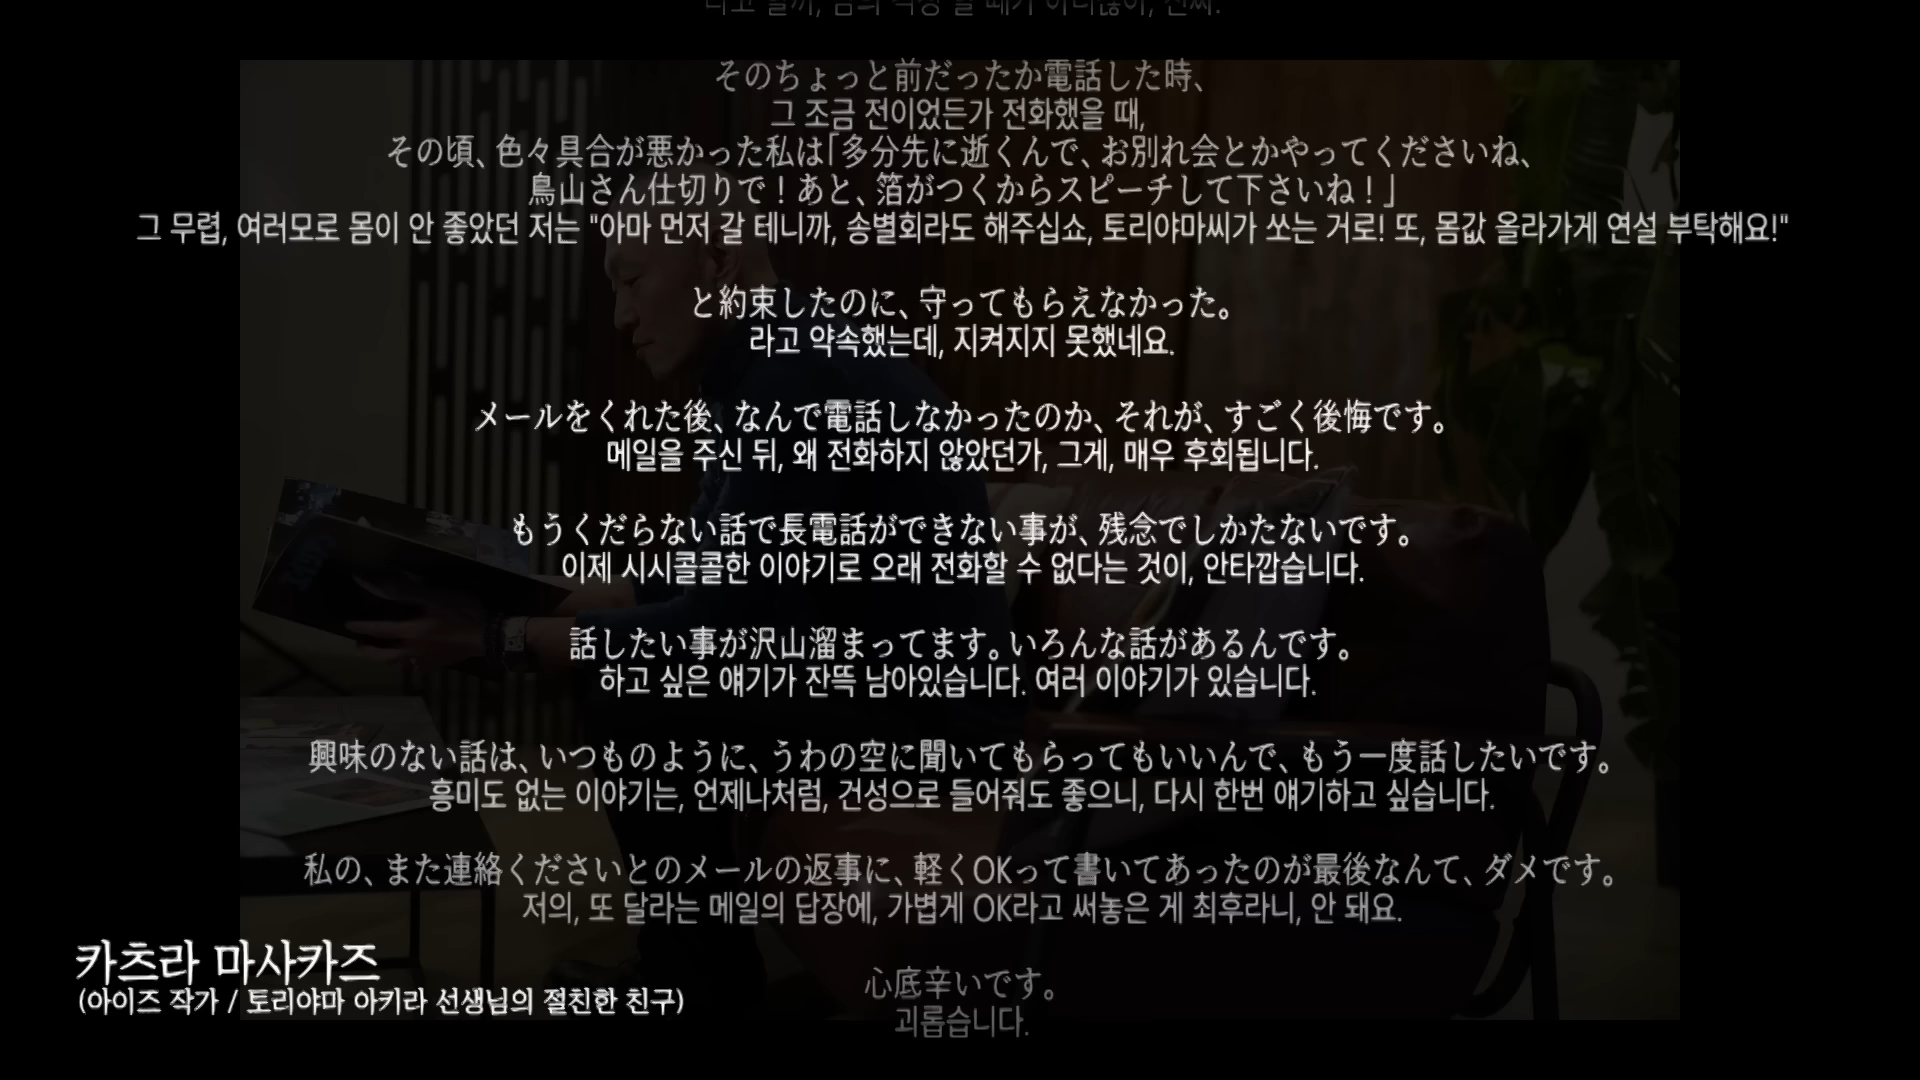 そのちょっと前だったか電話した時、
그 조금 전이었든가 전화했을 때,
その頃、色々具合が悪かった私は「多分先に逝くんで、お別れ会とかやってくださいね、
鳥山さん仕切りで！あと、箔がつくからスピーチして下さいね！」
그 무렵, 여러모로 몸이 안 좋았던 저는 "아마 먼저 갈 테니까, 송별회라도 해주십쇼, 토리야마씨가 쏘는 거로! 또, 몸값 올라가게 연설 부탁해요!"
と約束したのに、守ってもらえなかった。
라고 약속했는데, 지켜지지 못했네요.
メールをくれた後、なんで電話しなかったのか、それが、すごく後悔です。
메일을 주신 뒤, 왜 전화하지 않았던가, 그게, 매우 후회됩니다.
もうくだらない話で長電話ができない事が、残念でしかたないです。
이제 시시콜콜한 이야기로 오래 전화할 수 없다는 것이, 안타깝습니다.
話したい事が沢山溜まってます。いろんな話があるんです。
하고 싶은 얘기가 잔뜩 남아있습니다. 여러 이야기가 있습니다.
興味のない話は、いつものように、うわの空に聞いてもらってもいいんで、もう一度話したいです。
흥미도 없는 이야기는, 언제나처럼, 건성으로 들어줘도 좋으니, 다시 한번 얘기하고 싶습니다.
私の、また連絡くださいとのメールの返事に、軽くOKって書いてあったのが最後なんて、ダメです。
저의, 또 달라는 메일의 답장에, 가볍게 OK라고 써놓은 게 최후라니, 안 돼요.
心底辛いです。
괴롭습니다.
카츠라 마사카즈
(아이즈 작가 / 토리야마 아키라 선생님의 절친한 친구)